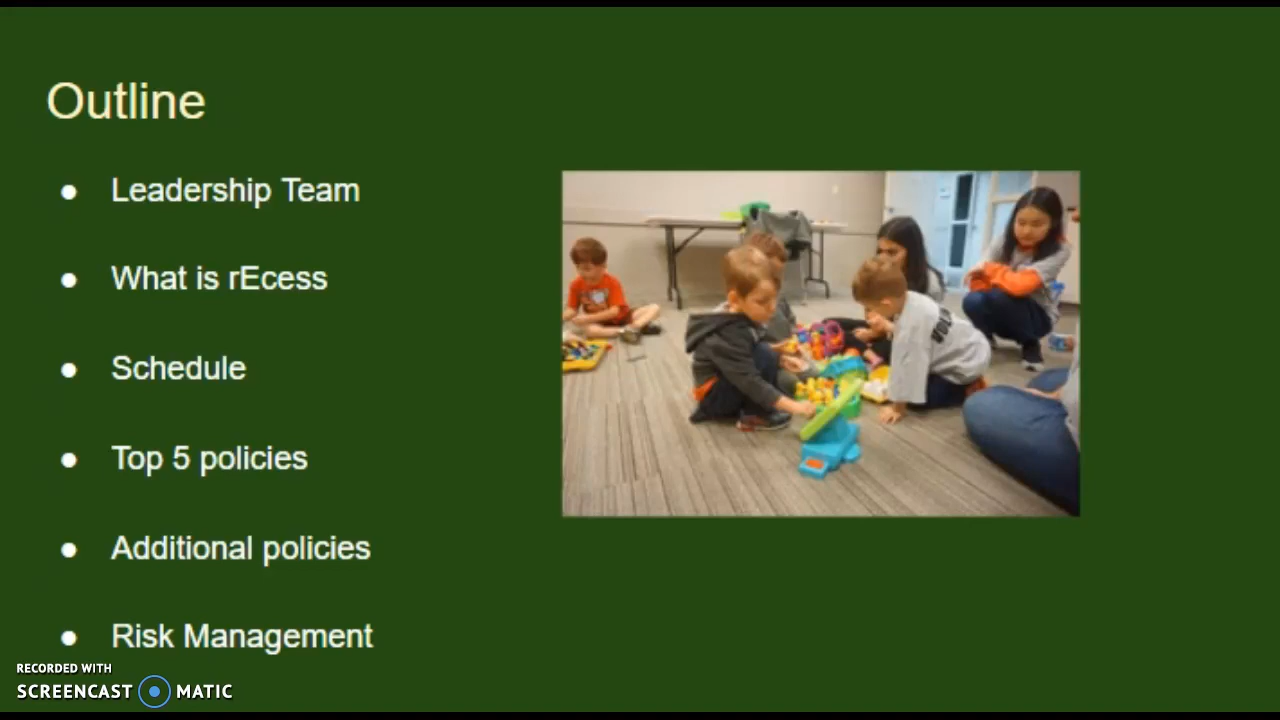 Outline
● Leadership Team
● What is rEcess
● Schedule
● Top 5 policies
● Additional policies
● Risk Management
RECORDED WITH
SCREENCAST MATIC